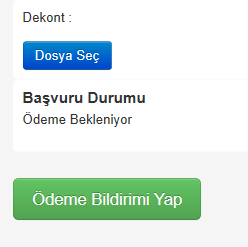 Dekont :
Dosya Seç
Başvuru Durumu
Ödeme Bekleniyor
Ödeme Bildirimi Yap